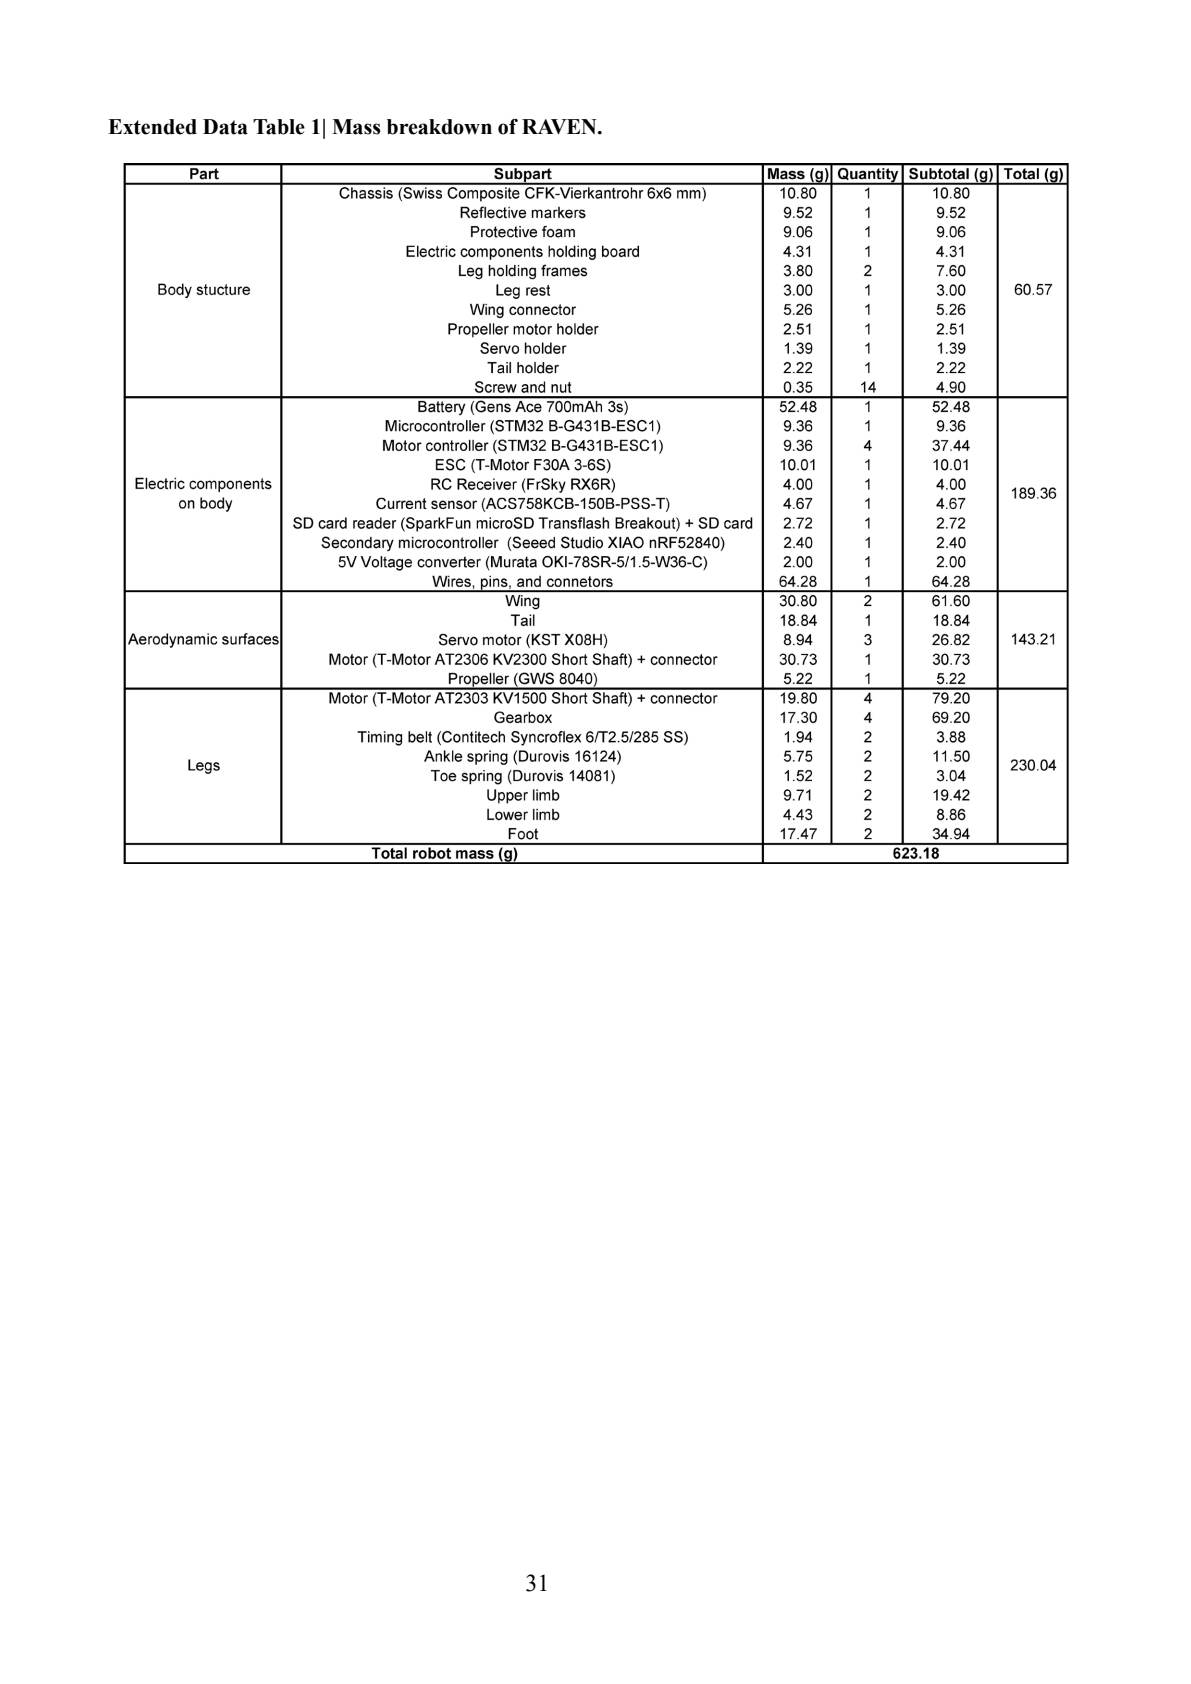 Extended Data Table 1| Mass breakdown of RAVEN.
Part Subpart Mass (g) Quantity Subtotal (g) Total (g)
Chassis (Swiss Composite CFK-Vierkantrohr 6x6 mm) 10.80 1 10.80
Reflective markers 9.52 1 9.52
Protective foam 9.06 1 9.06
Electric components holding board 4.31 1 4.31
Leg holding frames 3.80 2 7.60
Body stucture Leg rest 3.00 1 3.00 60.57
Wing connector 5.26 1 5.26
Propeller motor holder 2.51 1 2.51
Servo holder 1.39 1 1.39
Tail holder 2.22 1 2.22
Screw and nut 0.35 14 4.90
Battery (Gens Ace 700mAh 3s) 52.48 1 52.48
Microcontroller (STM32 B-G431B-ESC1) 9.36 1 9.36
Motor controller (STM32 B-G431B-ESC1) 9.36 4 37.44
ESC (T-Motor F30A 3-6S) 10.01 1 10.01
Electric components RC Receiver (FrSky RX6R) 4.00 1 4.00 189.36
on body Current sensor (ACS758KCB-150B-PSS-T) 4.67 1 4.67
SD card reader (SparkFun microSD Transflash Breakout) + SD card 2.72 1 2.72
Secondary microcontroller (Seeed Studio XIAO nRF52840) 2.40 1 2.40
5V Voltage converter (Murata OKI-78SR-5/1.5-W36-C) 2.00 1 2.00
Wires, pins, and connetors 64.28 1 64.28
Wing 30.80 2 61.60
Tail 18.84 1 18.84
Aerodynamic surfaces Servo motor (KST X08H) 8.94 3 26.82 143.21
Motor (T-Motor AT2306 KV2300 Short Shaft) + connector 30.73 1 30.73
Propeller (GWS 8040) 5.22 1 5.22
Motor (T-Motor AT2303 KV1500 Short Shaft) + connector 19.80 4 79.20
Gearbox 17.30 4 69.20
Timing belt (Contitech Syncroflex 6/T2.5/285 SS) 1.94 2 3.88
Ankle spring (Durovis 16124) 5.75 2 11.50
Legs Toe spring (Durovis 14081) 1.52 2 3.04 230.04
Upper limb 9.71 2 19.42
Lower limb 4.43 2 8.86
Foot 17.47 2 34.94
Total robot mass (g) 623.18
31